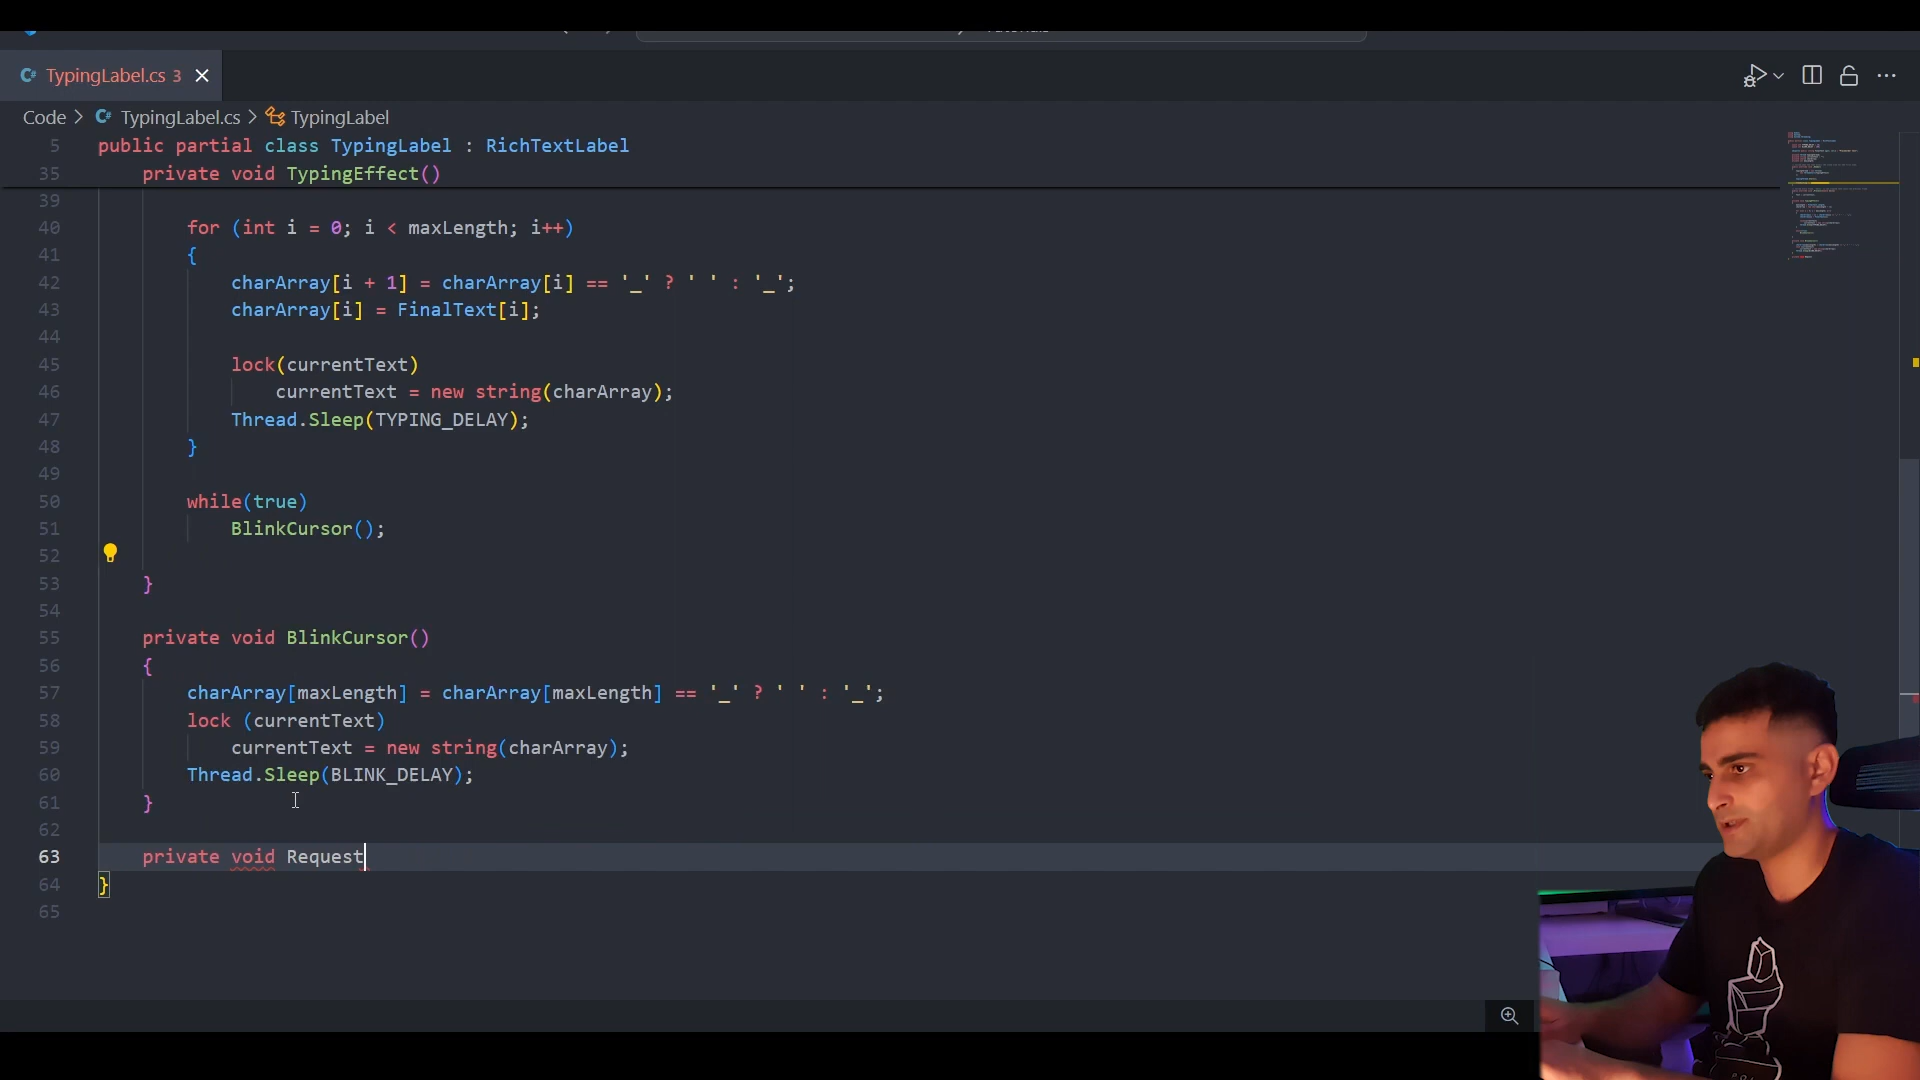 TypingLabel.cs 3
Code > TypingLabel.cs > TypingLabel
5 public partial class TypingLabel : RichTextLabel
35 private void TypingEffect()
39
40 for (int i = 0; i < maxLength; i++)
41 {
42 charArray[i + 1] = charArray[i] == '_' ? ' ' : '_';
43 charArray[i] = FinalText[i];
44
45 lock(currentText)
46 currentText = new string(charArray);
47 Thread.Sleep(TYPING_DELAY);
48 }
49
50 while(true)
51 BlinkCursor();
52
53 }
54
55 private void BlinkCursor()
56 {
57 charArray[maxLength] = charArray[maxLength] == '_' ? ' ' : '_';
58 lock (currentText)
59 currentText = new string(charArray);
60 Thread.Sleep(BLINK_DELAY);
61 }
62
63 private void Request
64 }
65